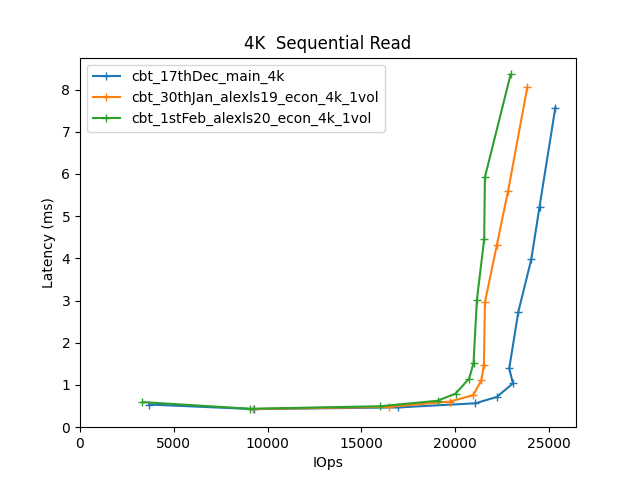 4K  Sequential Read
cbt_17thDec_main_4k
cbt_30thJan_alexls19_econ_4k_1vol
cbt_1stFeb_alexls20_econ_4k_1vol
Latency (ms)
8
7
6
5
4
3
2
1
0
0 5000 10000 15000 20000 25000
IOps